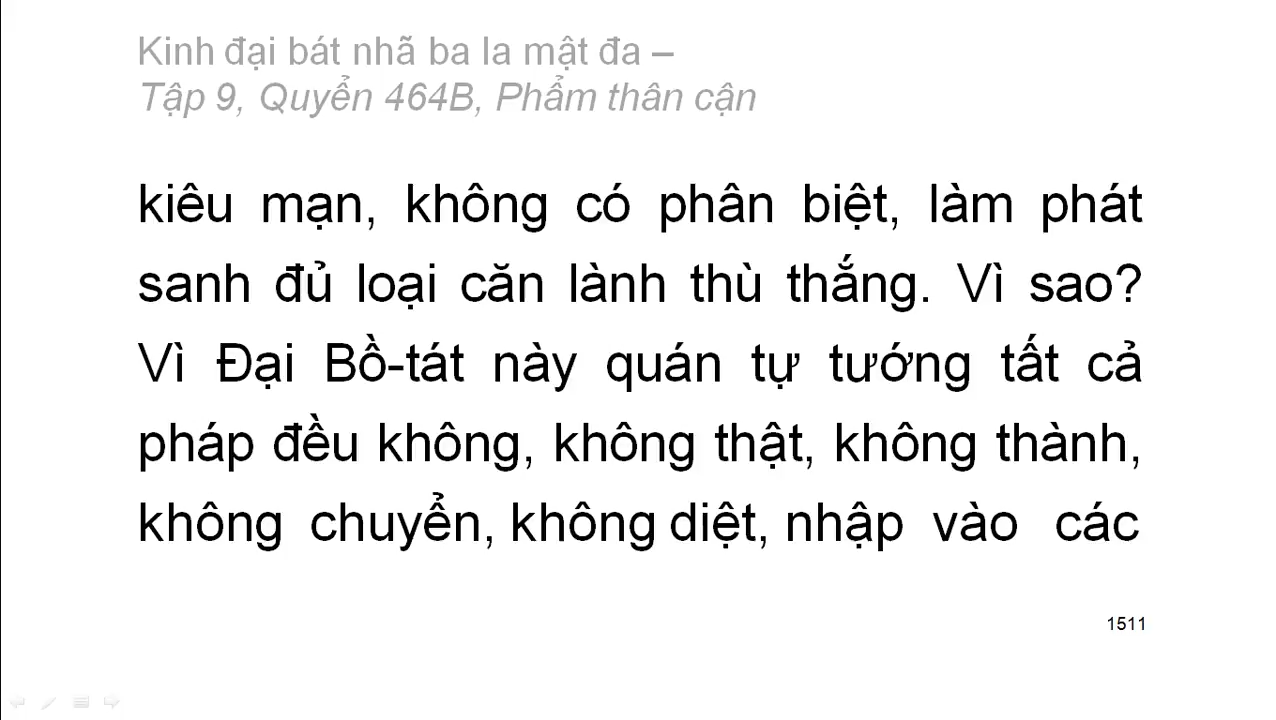 Kinh đại bát nhã ba la mật đa –
Tập 9, Quyển 464B, Phẩm thân cận
kiêu mạn, không có phân biệt, làm phát
sanh đủ loại căn lành thù thắng. Vì sao?
Vì Đại Bồ-tát này quán tự tướng tất cả
pháp đều không, không thật, không thành,
không chuyển, không diệt, nhập vào các
1511